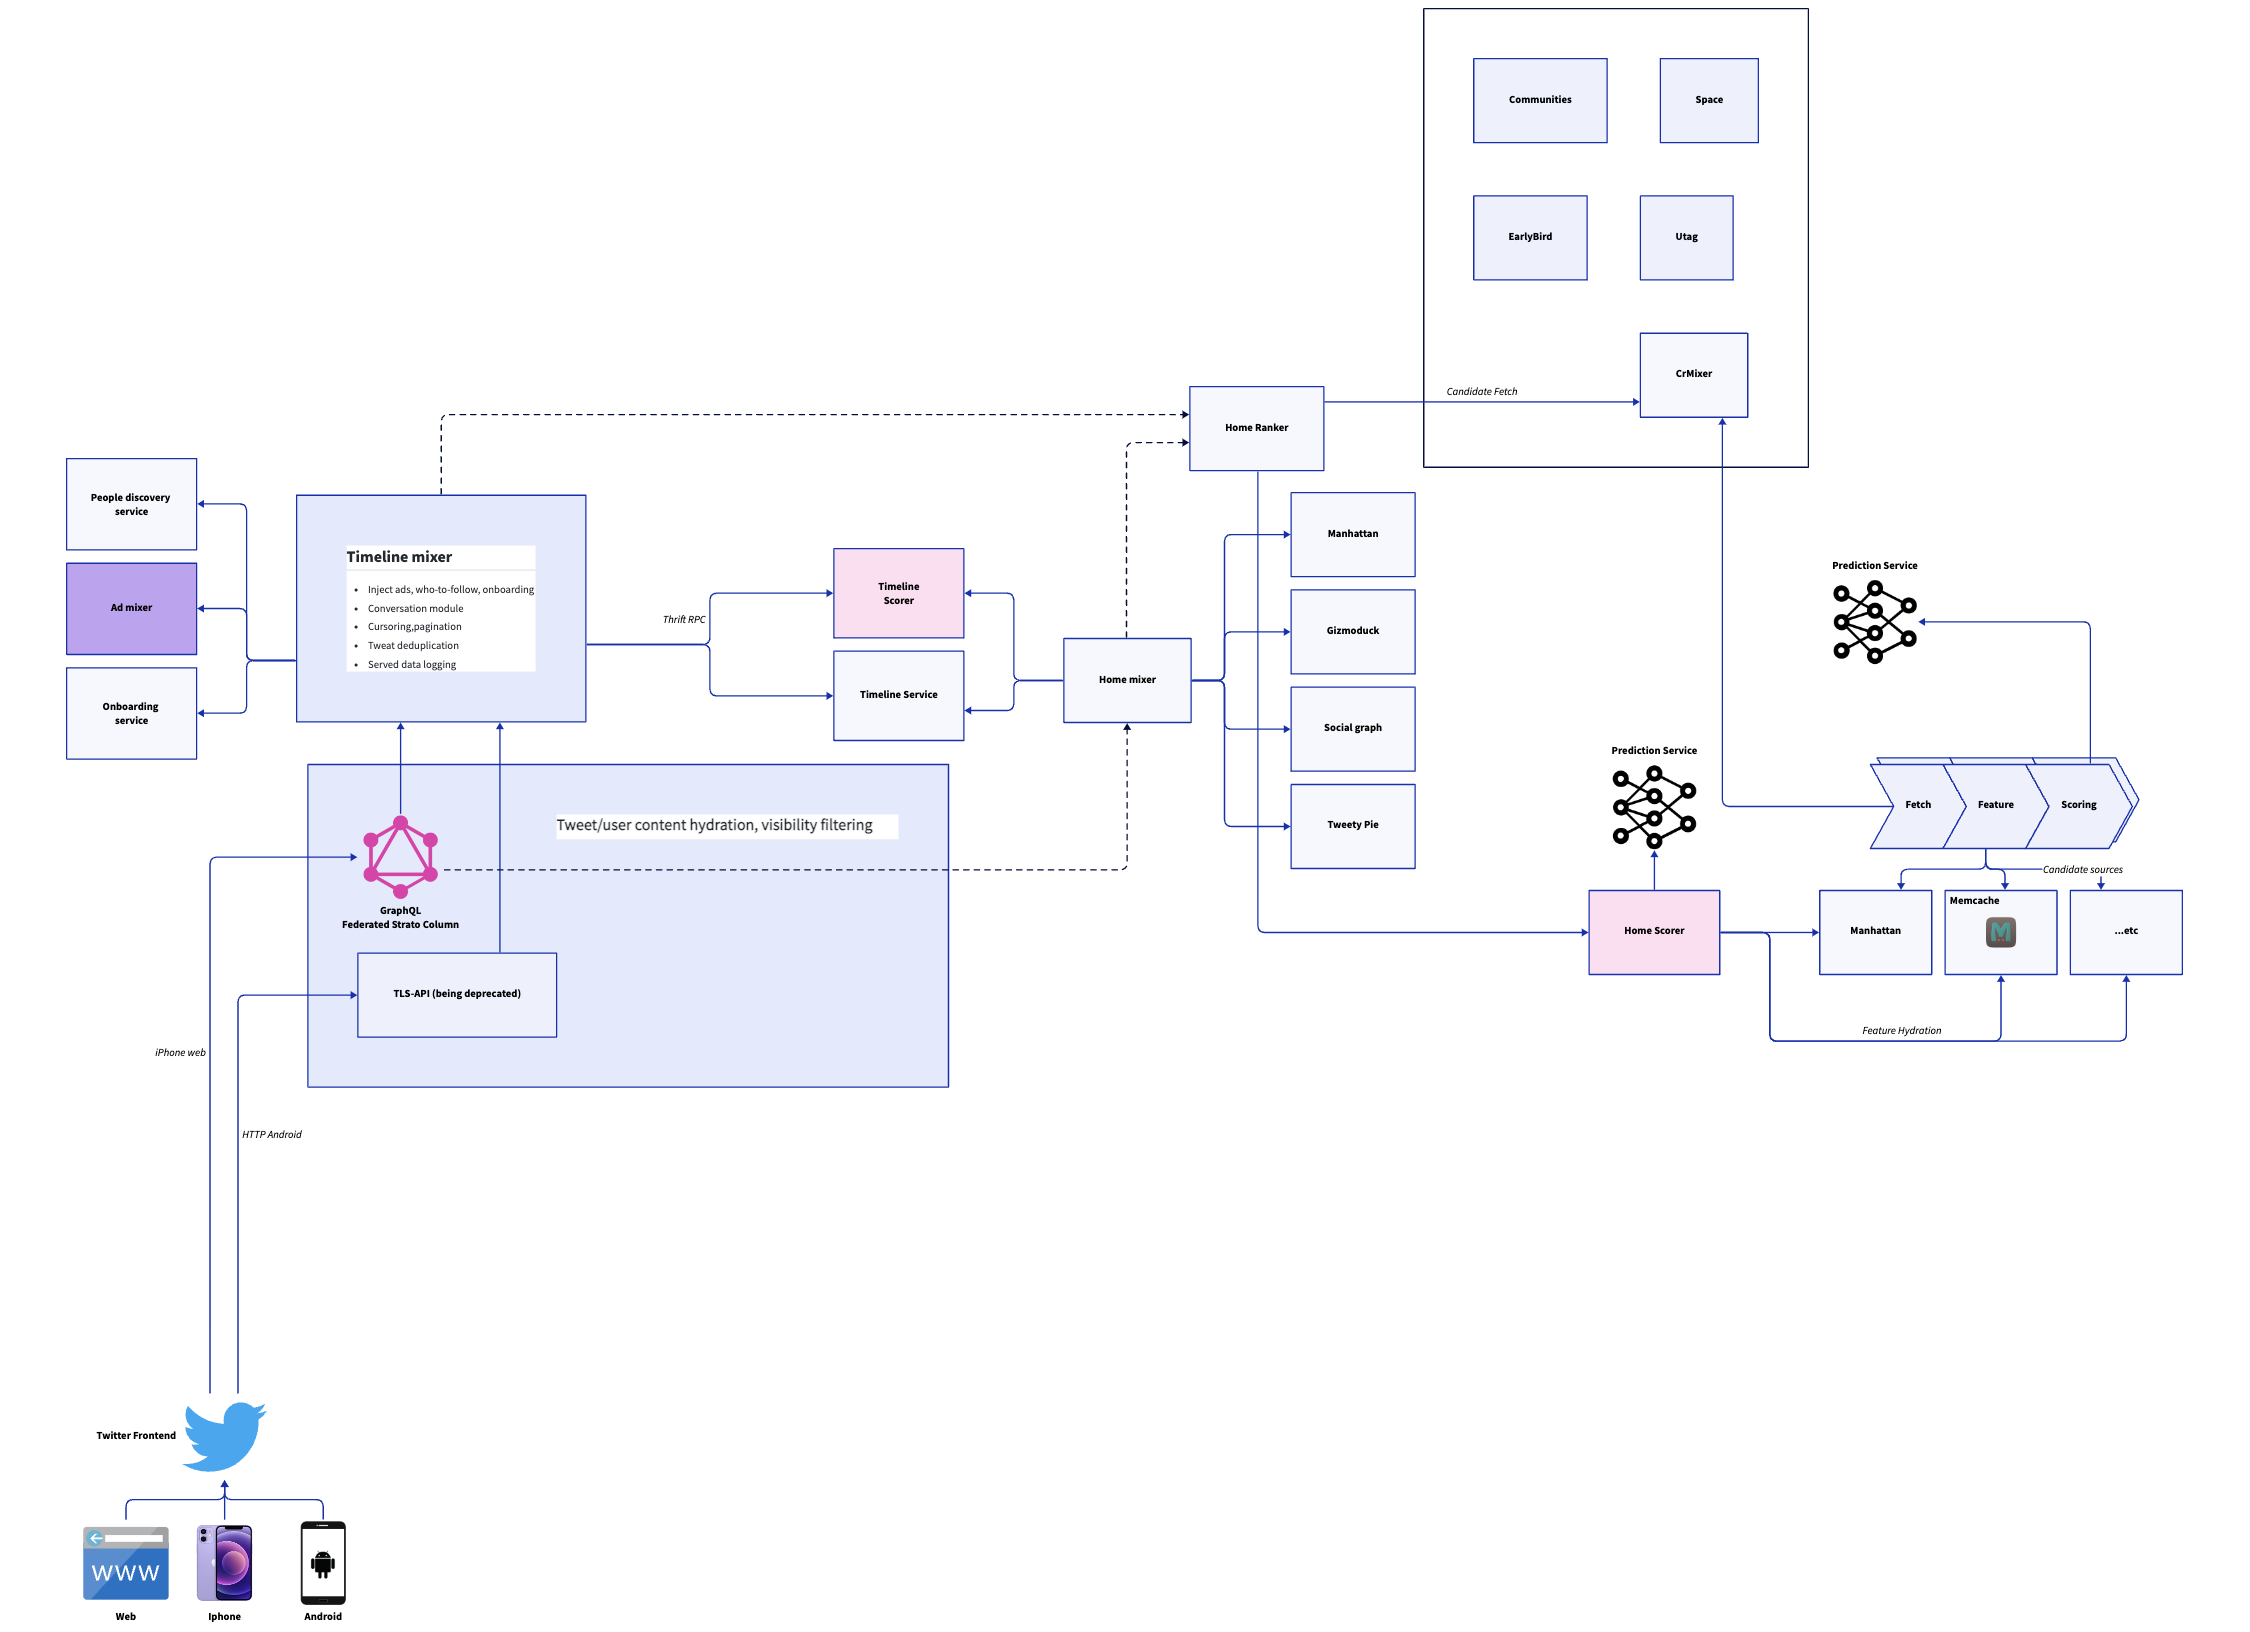 Communities
Space
EarlyBird
Utag
CrMixer
Candidate Fetch
Home Ranker
People discovery
service
Ad mixer
Onboarding
service
Timeline mixer
• Inject ads, who-to-follow, onboarding
• Conversation module
• Cursoring,pagination
• Tweat deduplication
• Served data logging
Thrift RPC
Timeline
Scorer
Timeline Service
Home mixer
Manhattan
Gizmoduck
Social graph
Tweety Pie
Prediction Service
Prediction Service
Fetch
Feature
Scoring
Candidate sources
Home Scorer
Manhattan
Memcache
M
...etc
Feature Hydration
Tweet/user content hydration, visibility filtering
GraphQL
Federated Strato Column
TLS-API (being deprecated)
iPhone web
HTTP Android
Twitter Frontend
WWW
Web
Iphone
Android